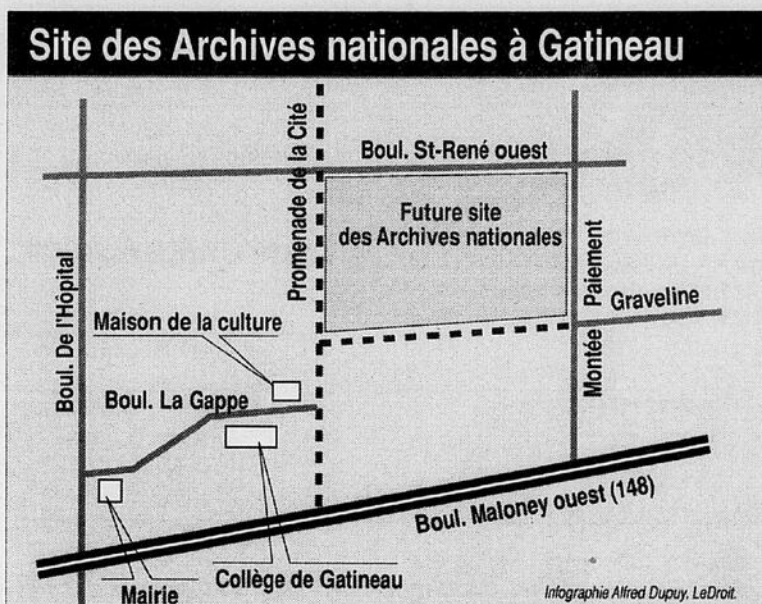 Site des Archives nationales à Gatineau
Promenade de la Cité
Boul. St-René ouest
Future site
des Archives nationales
Boul. De l'Hôpital
Montée Paiement
Graveline
Maison de la culture
Boul. La Gappe
Boul. Maloney ouest (148)
Collège de Gatineau
Mairie
Infographie Alfred Dupuy, LeDroit.